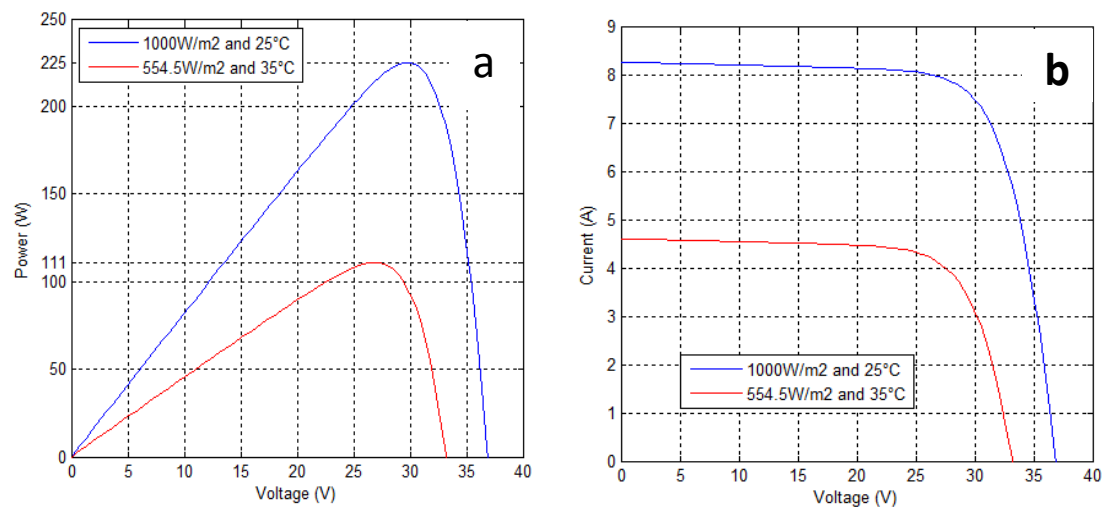 250
225
200
150
111
100
50
0
Power (W)
1000W/m2 and 25°C
554.5W/m2 and 35°C
a
0 5 10 15 20 25 30 35 40
Voltage (V)
9
8
7
6
5
4
3
2
1
0
Current (A)
b
1000W/m2 and 25°C
554.5W/m2 and 35°C
0 5 10 15 20 25 30 35 40
Voltage (V)